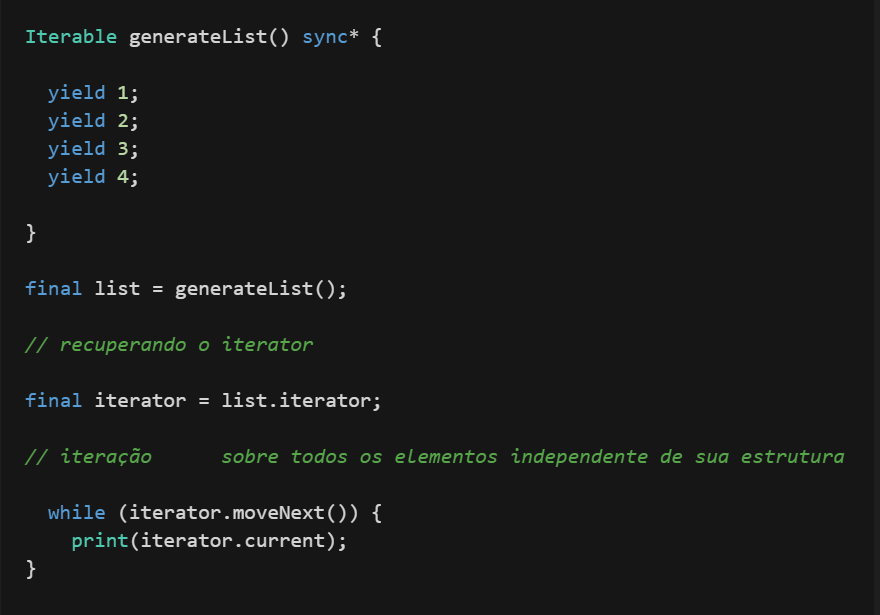 Iterable generateList() sync* {
yield 1;
yield 2;
yield 3;
yield 4;
}
final list = generateList();
// recuperando o iterator
final iterator = list.iterator;
// iteração      sobre todos os elementos independente de sua estrutura
while (iterator.moveNext()) {
print(iterator.current);
}